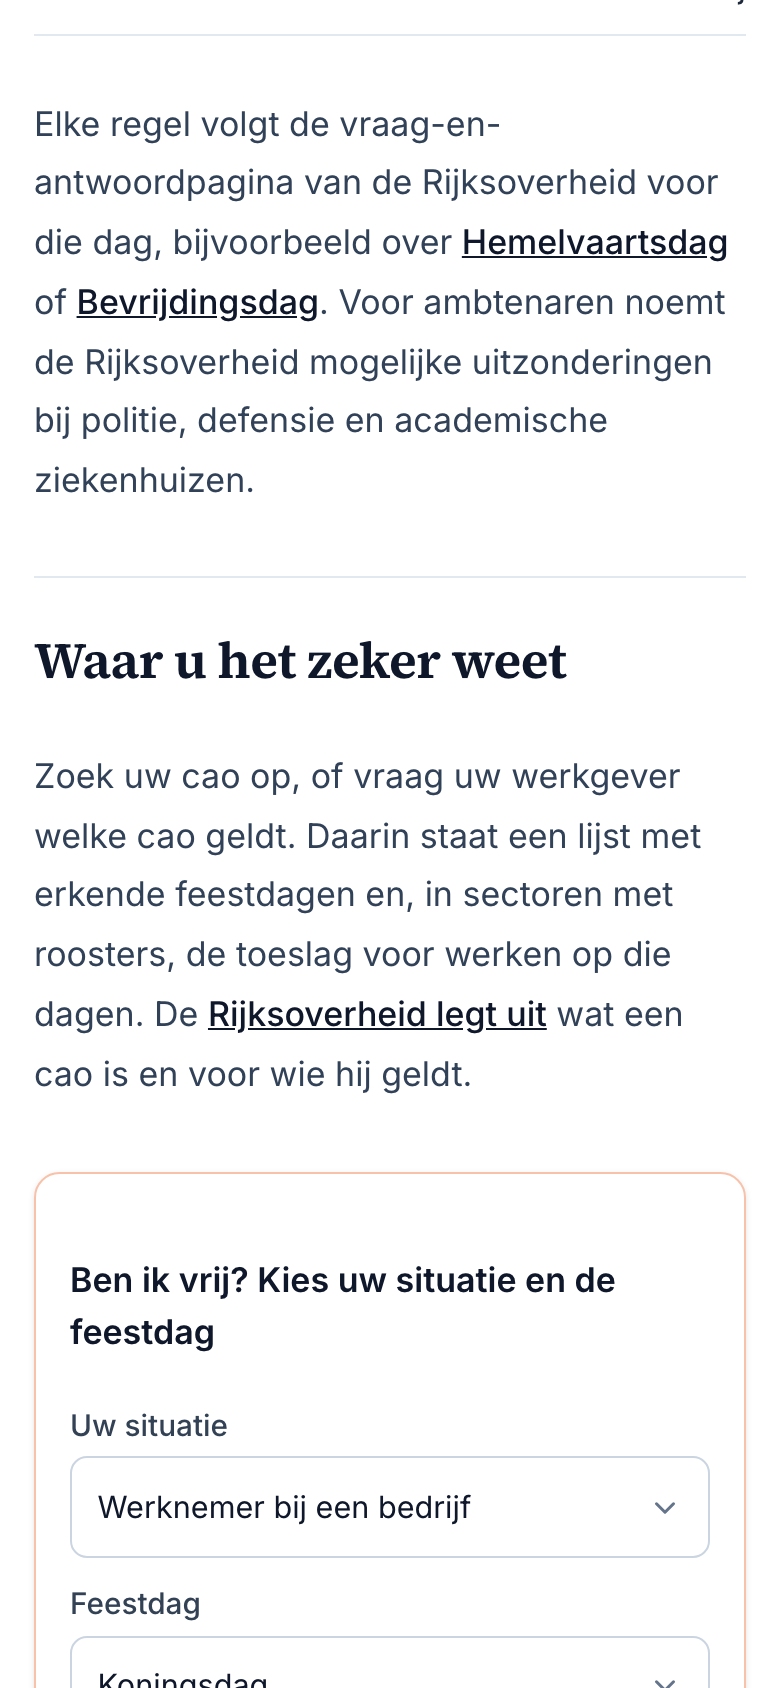 Elke regel volgt de vraag-en-
antwoordpagina van de Rijksoverheid voor
die dag, bijvoorbeeld over Hemelvaartsdag
of Bevrijdingsdag. Voor ambtenaren noemt
de Rijksoverheid mogelijke uitzonderingen
bij politie, defensie en academische
ziekenhuizen.
Waar u het zeker weet
Zoek uw cao op, of vraag uw werkgever
welke cao geldt. Daarin staat een lijst met
erkende feestdagen en, in sectoren met
roosters, de toeslag voor werken op die
dagen. De Rijksoverheid legt uit wat een
cao is en voor wie hij geldt.
Ben ik vrij? Kies uw situatie en de
feestdag
Uw situatie
Werknemer bij een bedrijf
Feestdag
Koningsdag